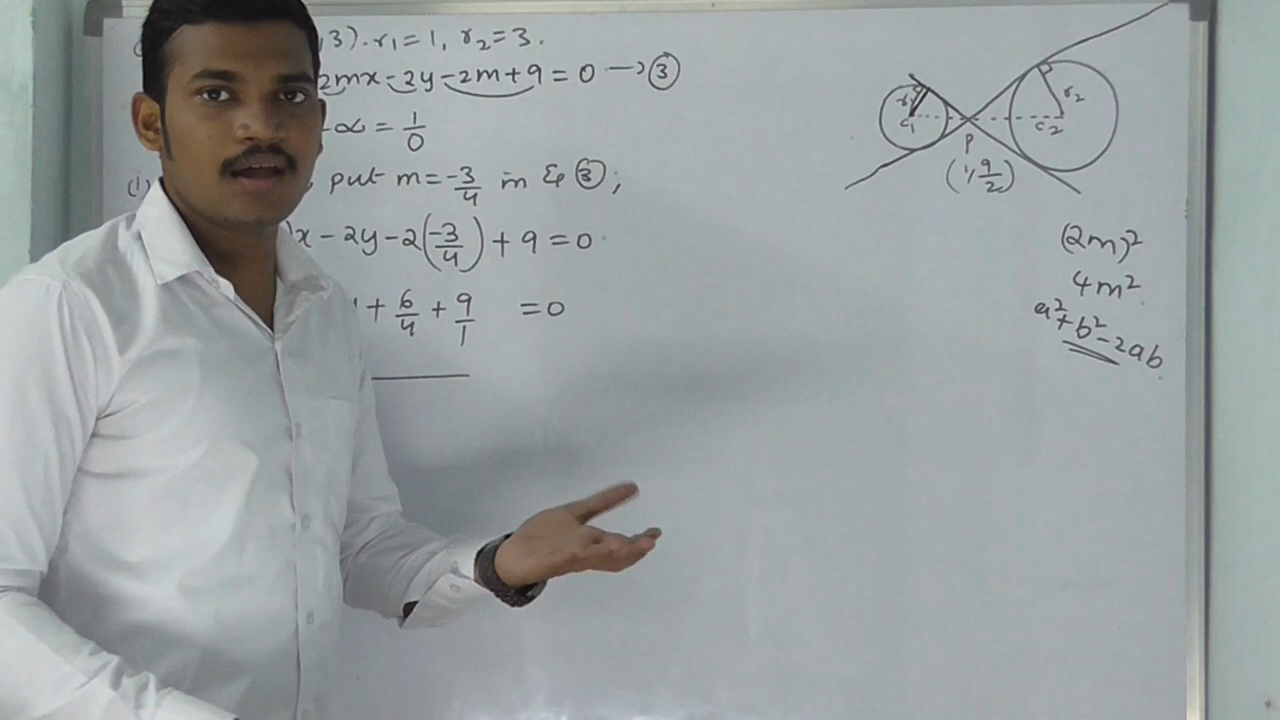 ,3). r₁ = 1, r₂ = 3.
2mx - 2y - 2m + 9 = 0 → ③
∝ = 1/0
(1) put m = -3/4 in Eq ③;
)x - 2y - 2(-3/4) + 9 = 0
+ 6/4 + 9/1 = 0
r₁
r₂
C₁
C₂
P
(1, 9/2)
(2m)²
4m²
a² + b² - 2ab